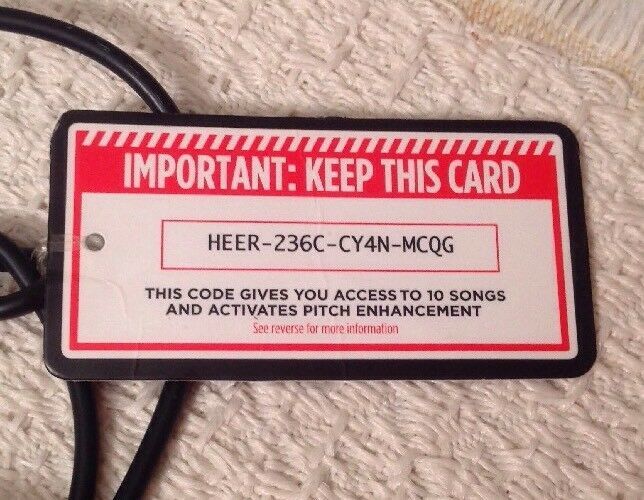 IMPORTANT: KEEP THIS CARD
HEER-236C-CY4N-MCQG
THIS CODE GIVES YOU ACCESS TO 10 SONGS
AND ACTIVATES PITCH ENHANCEMENT
See reverse for more information